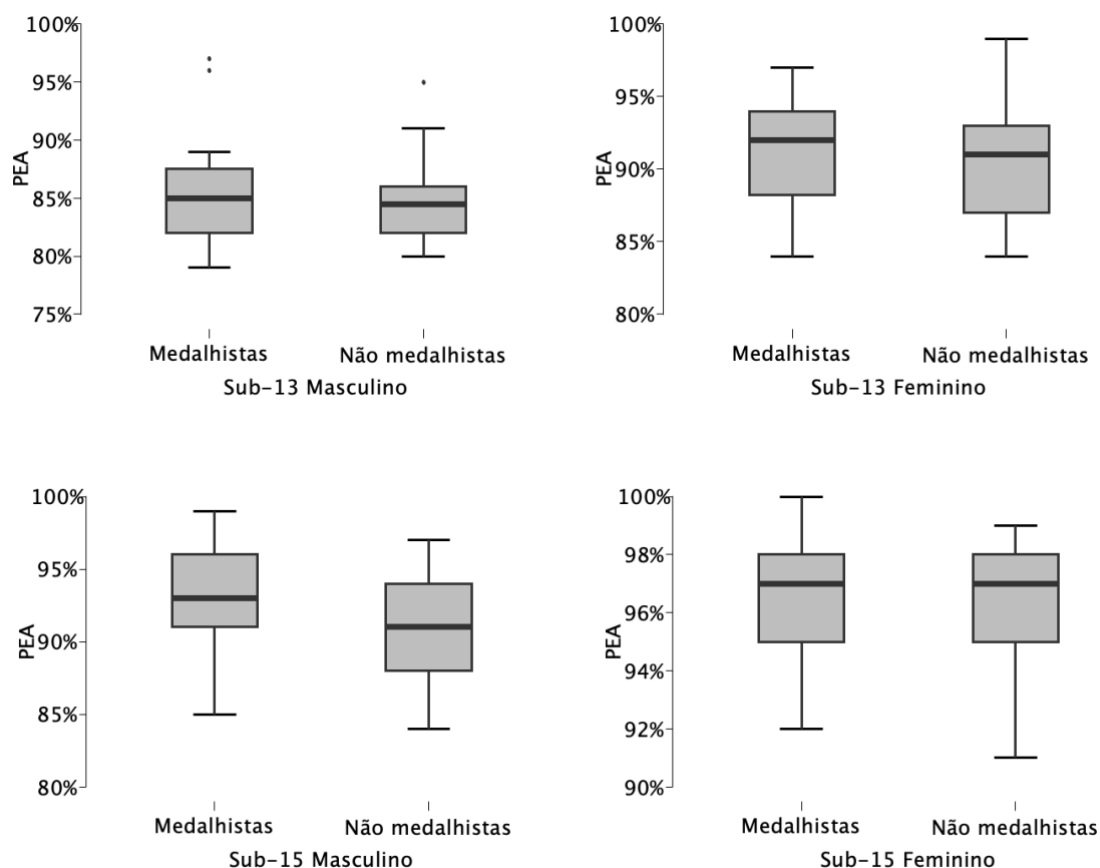 100%
95%
90%
85%
80%
75%
PEA
Medalhistas
Não medalhistas
Sub-13 Masculino
100%
95%
90%
85%
80%
PEA
Medalhistas
Não medalhistas
Sub-13 Feminino
100%
95%
90%
85%
80%
PEA
Medalhistas
Não medalhistas
Sub-15 Masculino
100%
98%
96%
94%
92%
90%
PEA
Medalhistas
Não medalhistas
Sub-15 Feminino